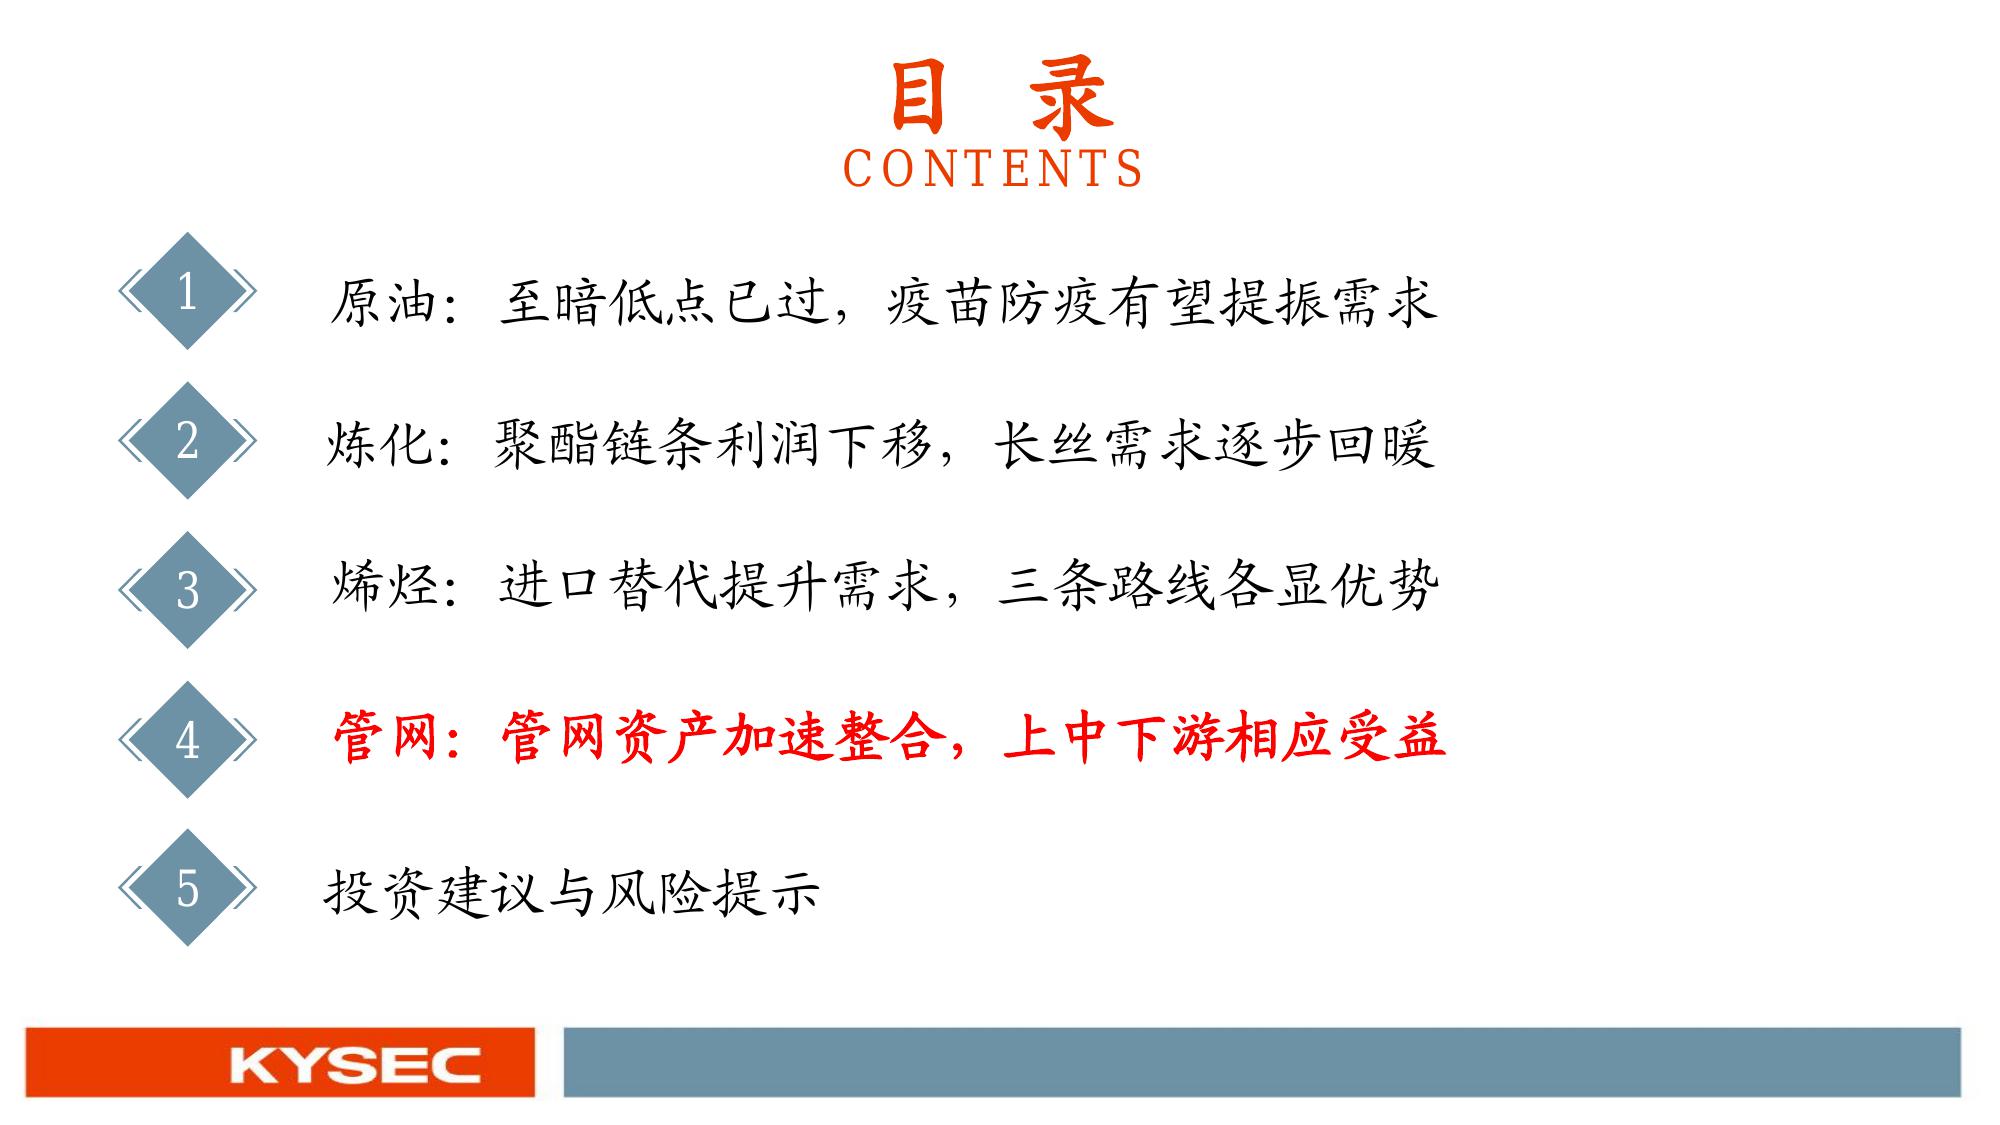 目 录
CONTENTS
1 原油：至暗低点已过，疫苗防疫有望提振需求
2 炼化：聚酯链条利润下移，长丝需求逐步回暖
3 烯烃：进口替代提升需求，三条路线各显优势
4 管网：管网资产加速整合，上中下游相应受益
5 投资建议与风险提示
KYSEC